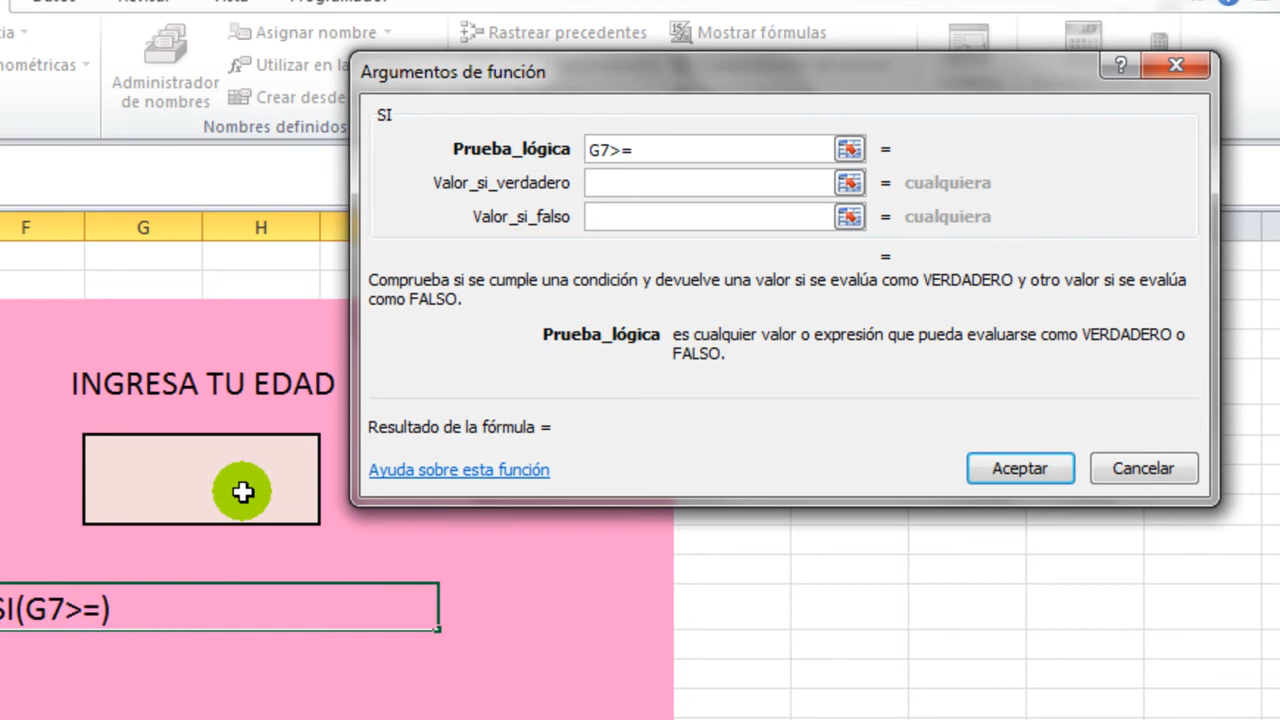 Asignar nombre
Rastrear precedentes
Mostrar fórmulas
Administrador
de nombres
Utilizar en la
Crear desde
Nombres definidos
Argumentos de función
?
SI
Prueba_lógica G7>= =
Valor_si_verdadero = cualquiera
Valor_si_falso = cualquiera
=
Comprueba si se cumple una condición y devuelve una valor si se evalúa como VERDADERO y otro valor si se evalúa
como FALSO.
Prueba_lógica es cualquier valor o expresión que pueda evaluarse como VERDADERO o
FALSO.
Resultado de la fórmula =
Ayuda sobre esta función
Aceptar
Cancelar
F G H
INGRESA TU EDAD
SI(G7>=)